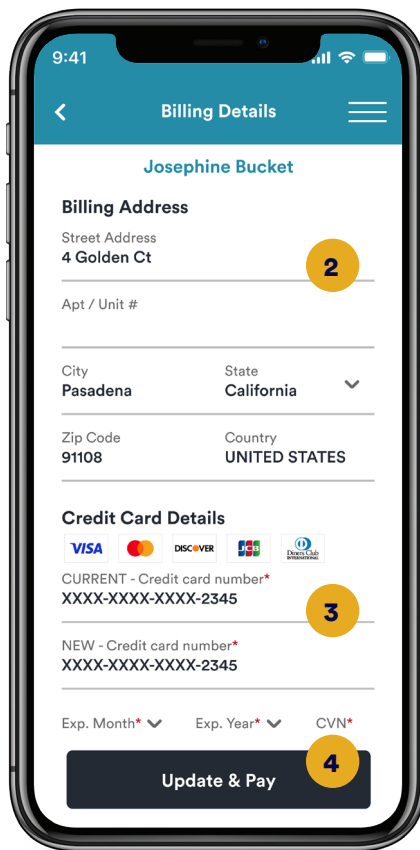 9:41
Billing Details
Josephine Bucket
Billing Address
Street Address
4 Golden Ct
2
Apt / Unit #
City State
Pasadena California
Zip Code Country
91108 UNITED STATES
Credit Card Details
VISA DISCOVER JCB Diners Club INTERNATIONAL
CURRENT - Credit card number*
XXXX-XXXX-XXXX-2345
3
NEW - Credit card number*
XXXX-XXXX-XXXX-2345
Exp. Month* Exp. Year* CVN*
4
Update & Pay